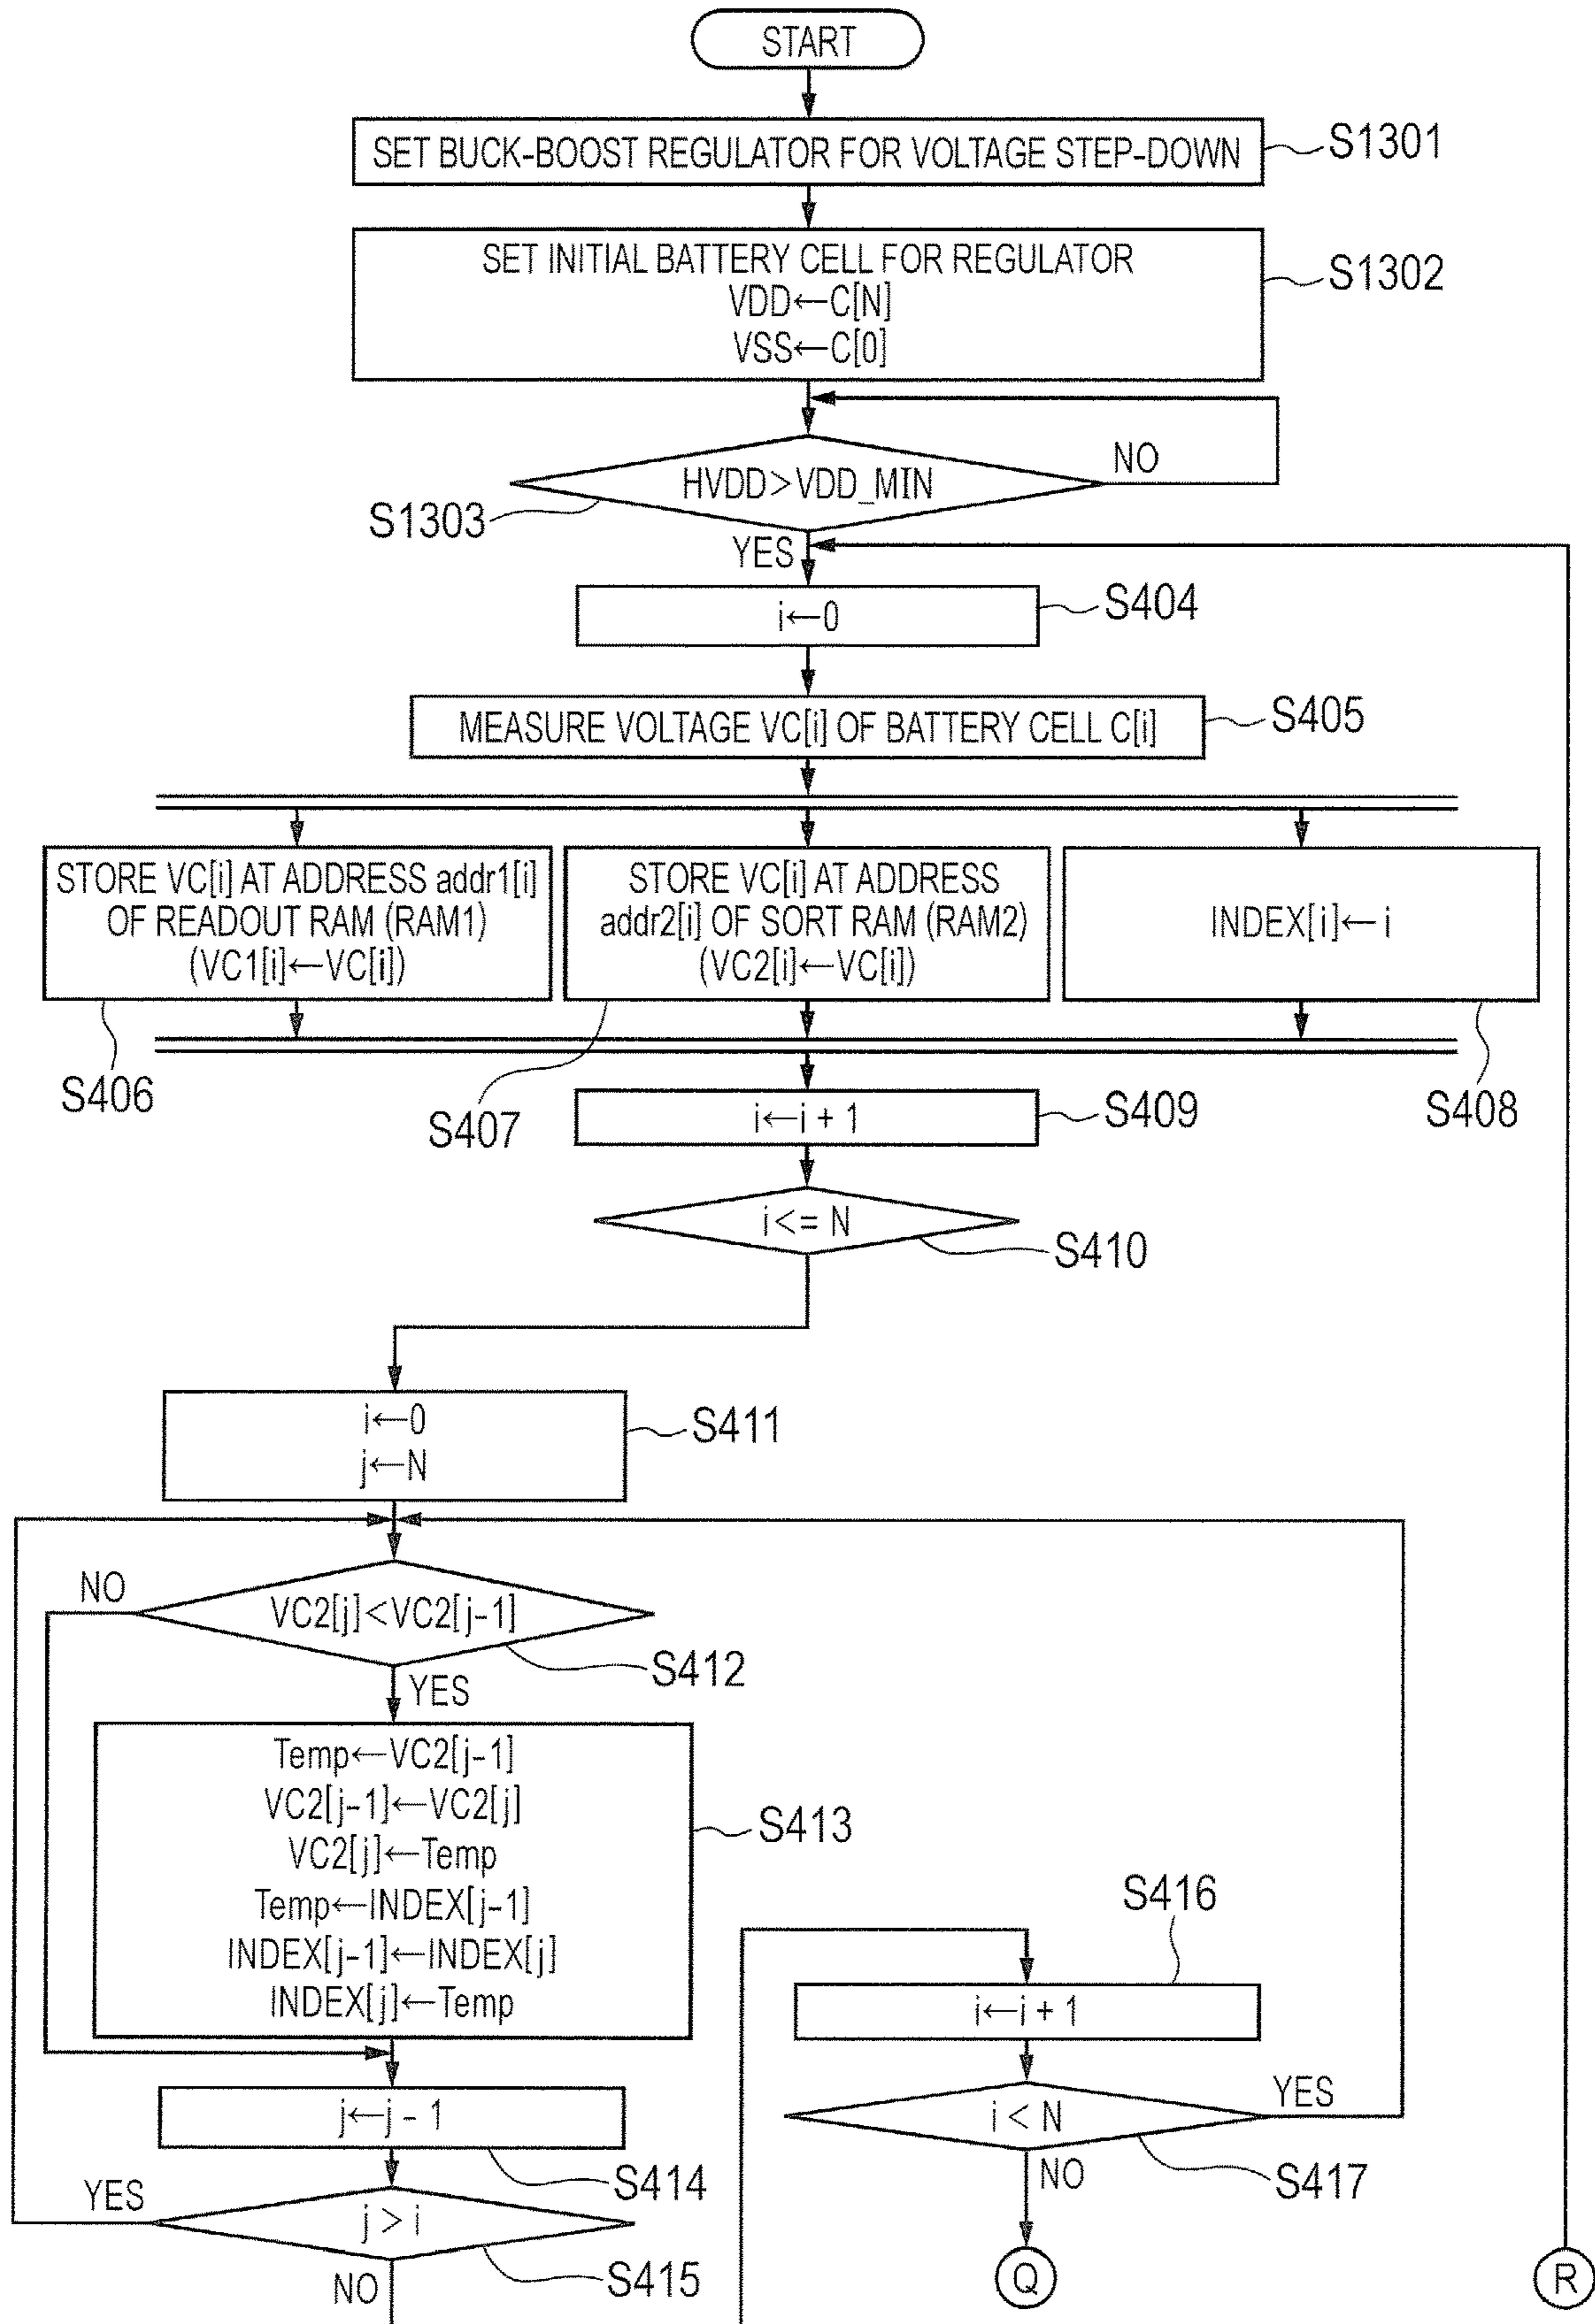 START
SET BUCK-BOOST REGULATOR FOR VOLTAGE STEP-DOWN
S1301
SET INITIAL BATTERY CELL FOR REGULATOR
VDD←C[N]
VSS←C[0]
S1302
HVDD>VDD_MIN
NO
S1303
YES
i←0
S404
MEASURE VOLTAGE VC[i] OF BATTERY CELL C[i]
S405
STORE VC[i] AT ADDRESS addr1[i]
OF READOUT RAM (RAM1)
(VC1[i]←VC[i])
S406
STORE VC[i] AT ADDRESS
addr2[i] OF SORT RAM (RAM2)
(VC2[i]←VC[i])
S407
INDEX[i]←i
S408
i←i + 1
S409
i<= N
S410
i←0
j←N
S411
NO
VC2[j]<VC2[j-1]
S412
YES
Temp←VC2[j-1]
VC2[j-1]←VC2[j]
VC2[j]←Temp
Temp←INDEX[j-1]
INDEX[j-1]←INDEX[j]
INDEX[j]←Temp
S413
j←j - 1
S414
YES
j > i
S415
NO
S416
i←i + 1
i < N
YES
S417
NO
Q
R